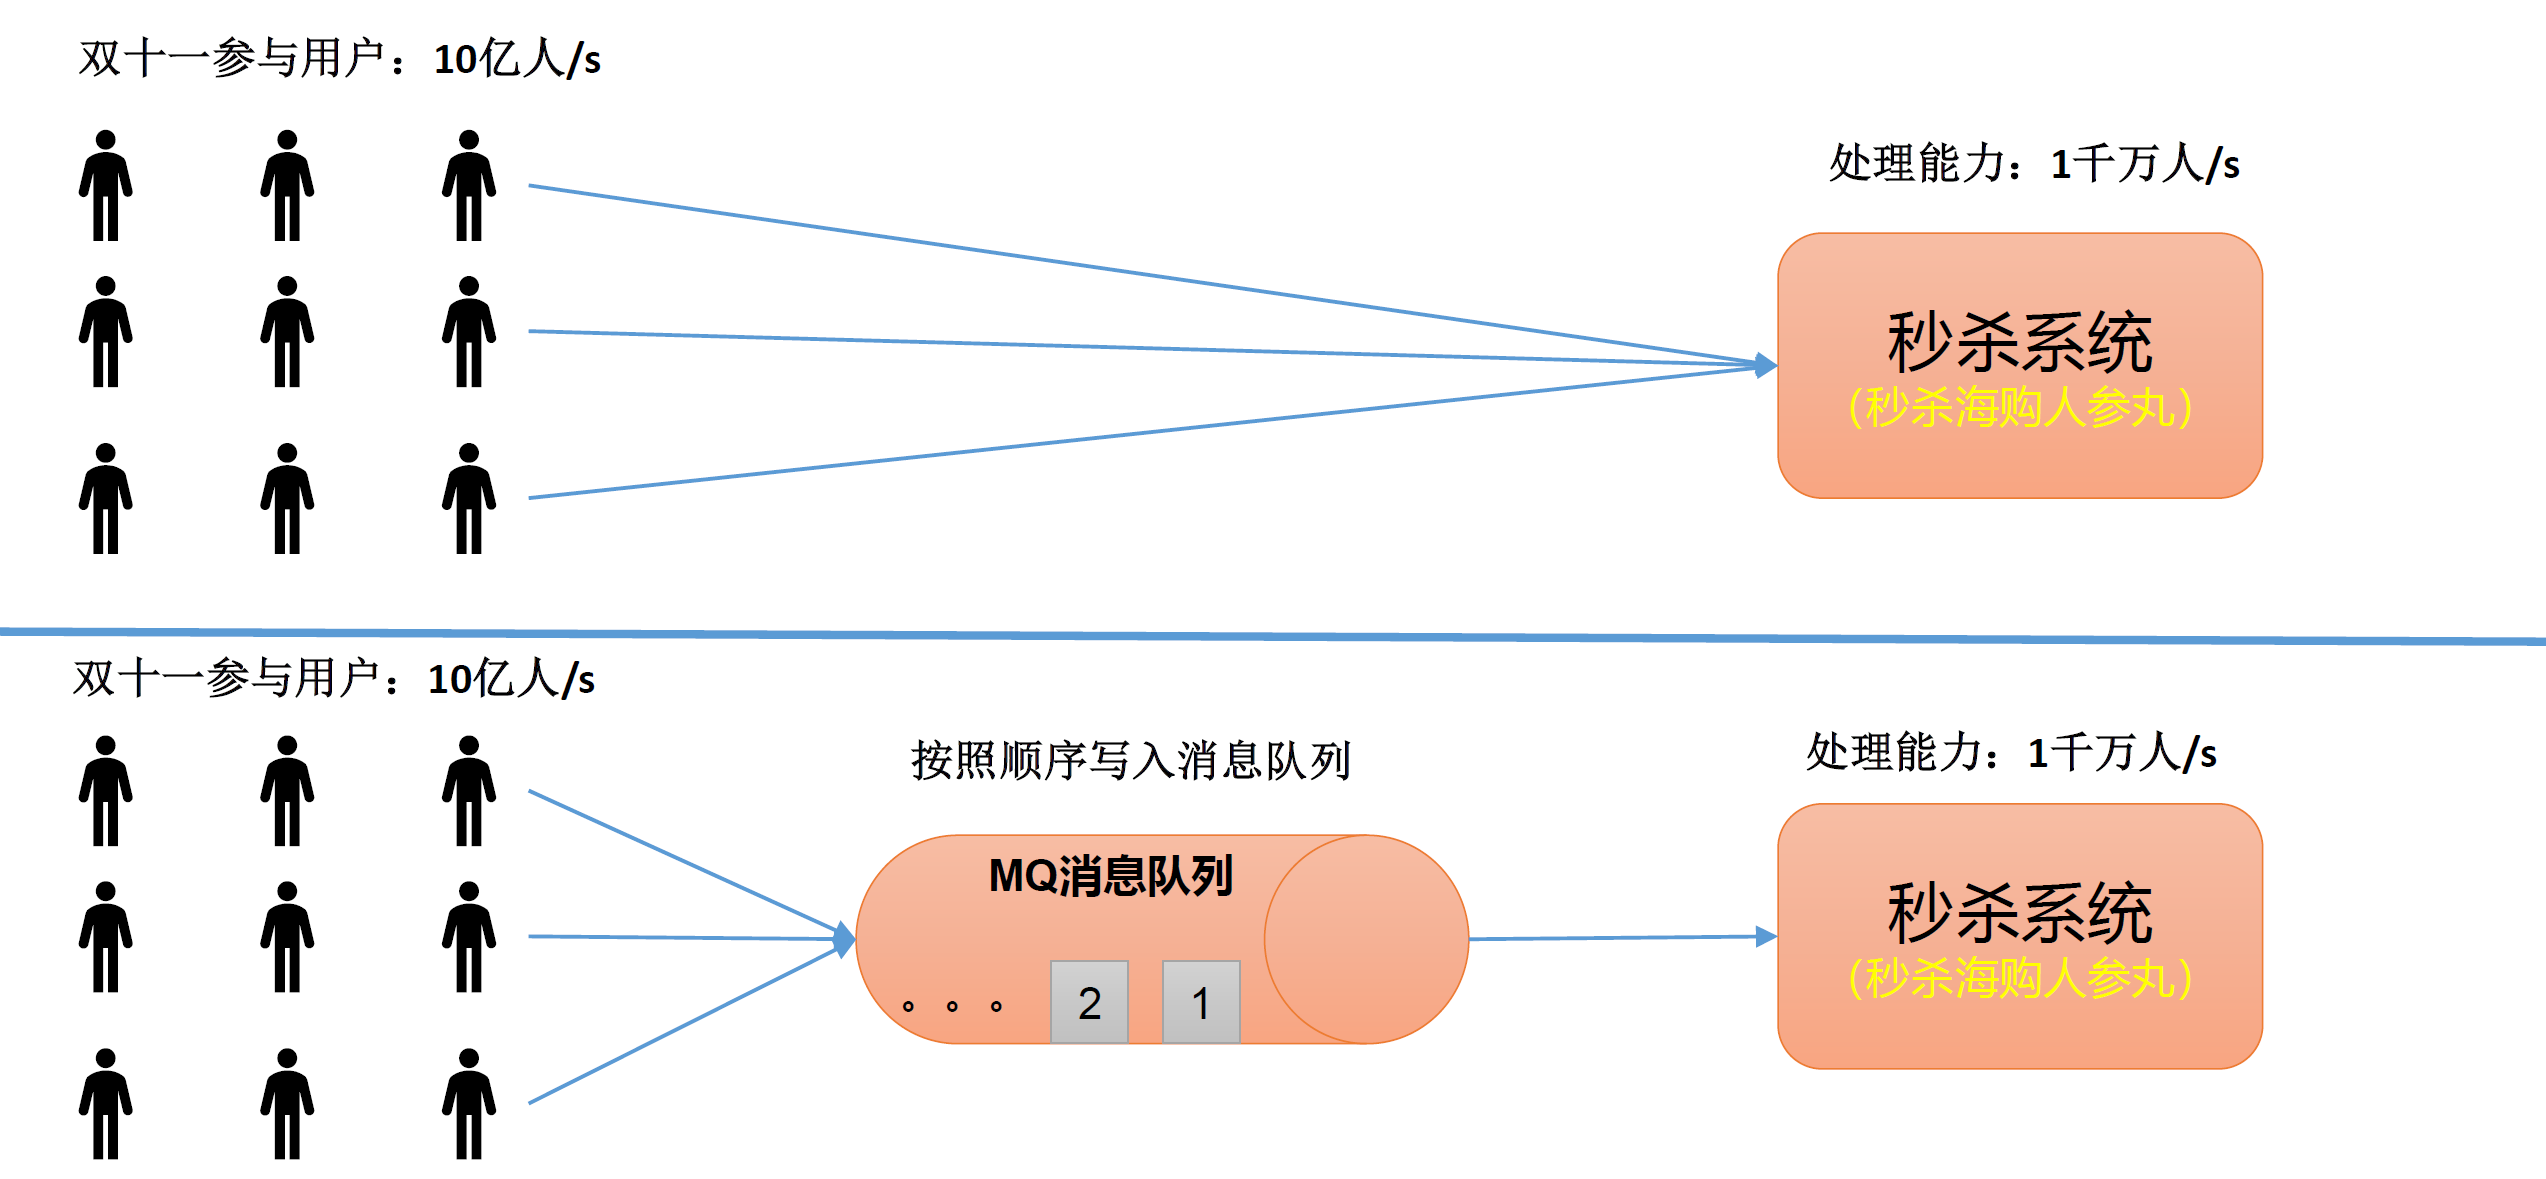 双十一参与用户：10亿人/s
处理能力：1千万人/s
秒杀系统
（秒杀海购人参丸）
双十一参与用户：10亿人/s
按照顺序写入消息队列
处理能力：1千万人/s
MQ消息队列
秒杀系统
（秒杀海购人参丸）
。。。 2 1